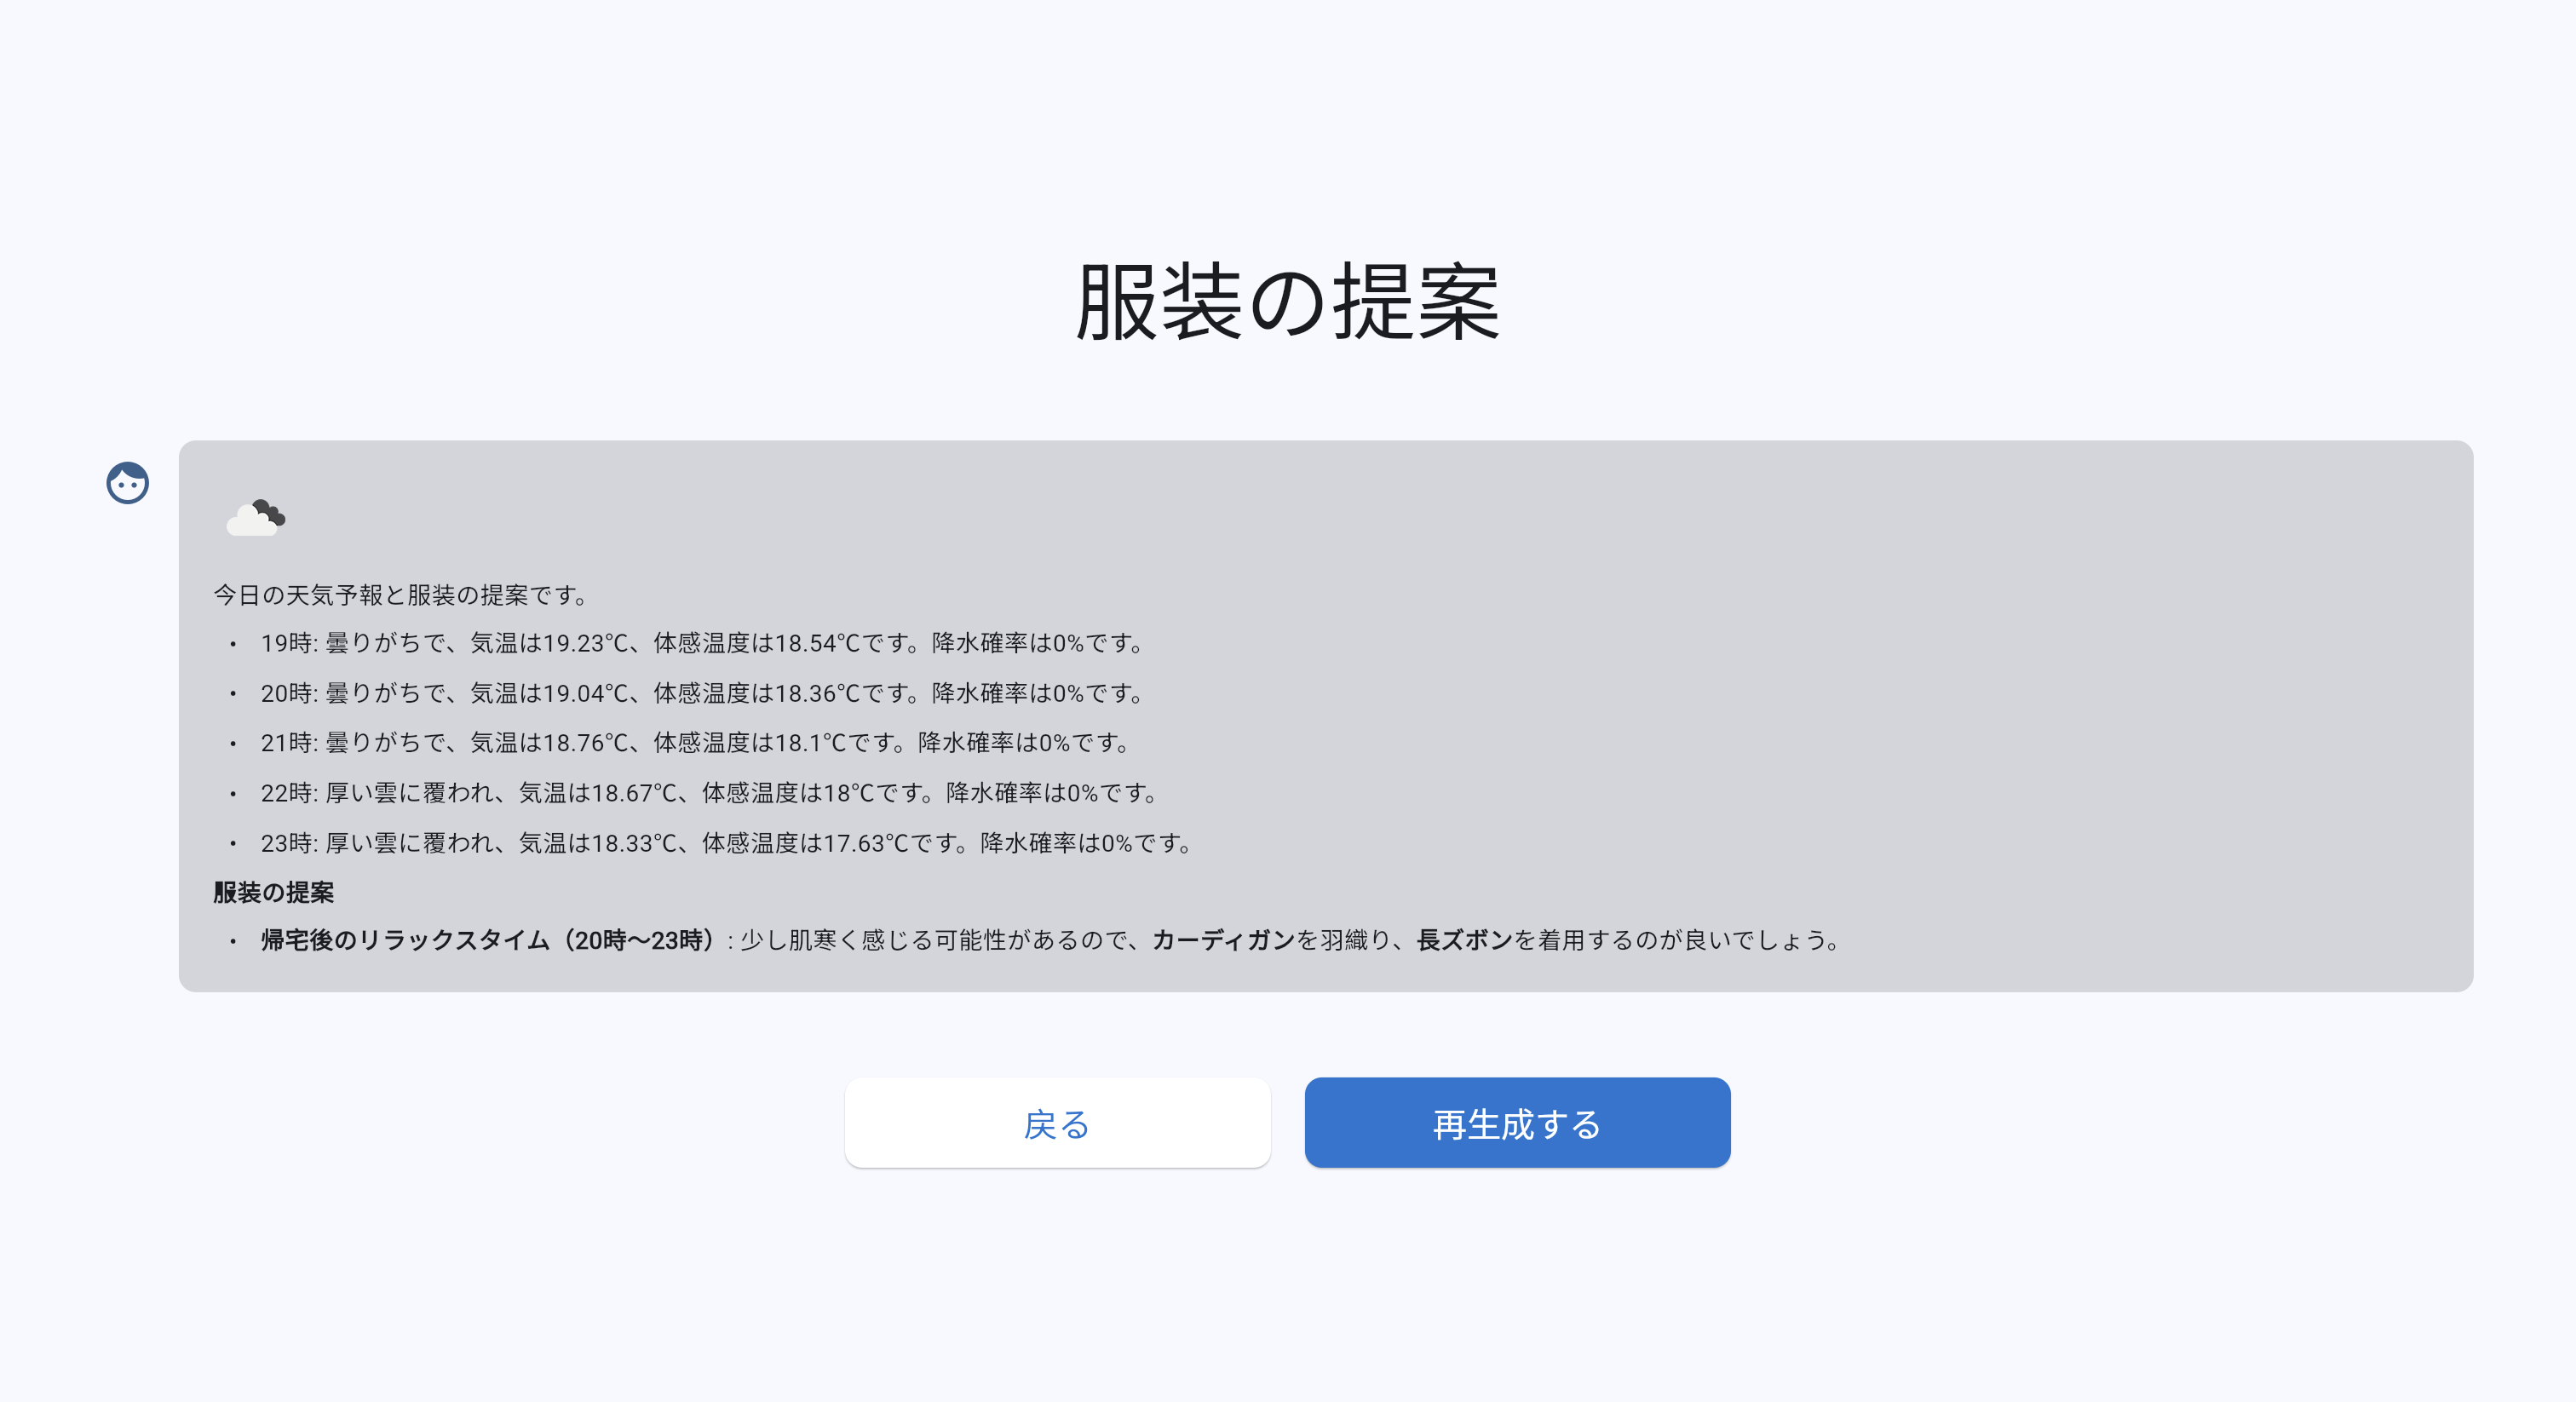 服装の提案
今日の天気予報と服装の提案です。
・ 19時: 曇りがちで、気温は19.23℃、体感温度は18.54℃です。降水確率は0%です。
・ 20時: 曇りがちで、気温は19.04℃、体感温度は18.36℃です。降水確率は0%です。
・ 21時: 曇りがちで、気温は18.76℃、体感温度は18.1℃です。降水確率は0%です。
・ 22時: 厚い雲に覆われ、気温は18.67℃、体感温度は18℃です。降水確率は0%です。
・ 23時: 厚い雲に覆われ、気温は18.33℃、体感温度は17.63℃です。降水確率は0%です。
服装の提案
・ 帰宅後のリラックスタイム（20時〜23時）: 少し肌寒く感じる可能性があるので、カーディガンを羽織り、長ズボンを着用するのが良いでしょう。
戻る
再生成する